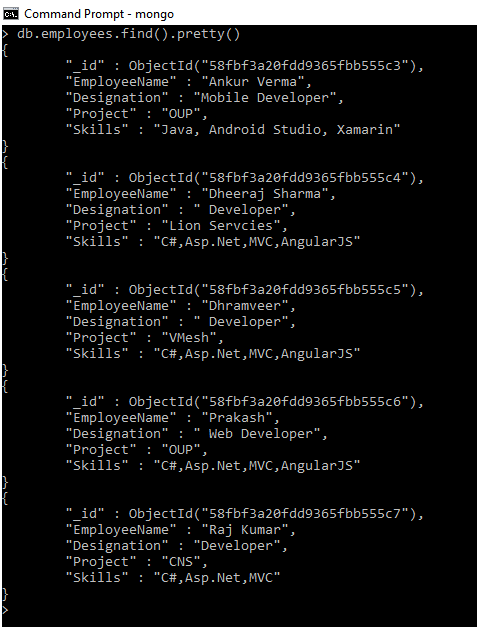 Command Prompt - mongo
> db.employees.find().pretty()
{
"_id" : ObjectId("58fbf3a20fdd9365fbb555c3"),
"EmployeeName" : "Ankur Verma",
"Designation" : "Mobile Developer",
"Project" : "OUP",
"Skills" : "Java, Android Studio, Xamarin"
}
{
"_id" : ObjectId("58fbf3a20fdd9365fbb555c4"),
"EmployeeName" : "Dheeraj Sharma",
"Designation" : " Developer",
"Project" : "Lion Servcies",
"Skills" : "C#,Asp.Net,MVC,AngularJS"
}
{
"_id" : ObjectId("58fbf3a20fdd9365fbb555c5"),
"EmployeeName" : "Dhramveer",
"Designation" : " Developer",
"Project" : "VMesh",
"Skills" : "C#,Asp.Net,MVC,AngularJS"
}
{
"_id" : ObjectId("58fbf3a20fdd9365fbb555c6"),
"EmployeeName" : "Prakash",
"Designation" : " Web Developer",
"Project" : "OUP",
"Skills" : "C#,Asp.Net,MVC,AngularJS"
}
{
"_id" : ObjectId("58fbf3a20fdd9365fbb555c7"),
"EmployeeName" : "Raj Kumar",
"Designation" : "Developer",
"Project" : "CNS",
"Skills" : "C#,Asp.Net,MVC"
}
>